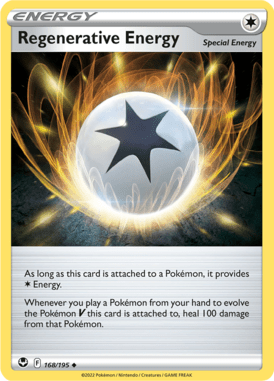 ENERGY
Regenerative Energy
Special Energy
As long as this card is attached to a Pokémon, it provides
Energy.
Whenever you play a Pokémon from your hand to evolve
the Pokémon V this card is attached to, heal 100 damage
from that Pokémon.
F 168/195
©2022 Pokémon / Nintendo / Creatures / GAME FREAK